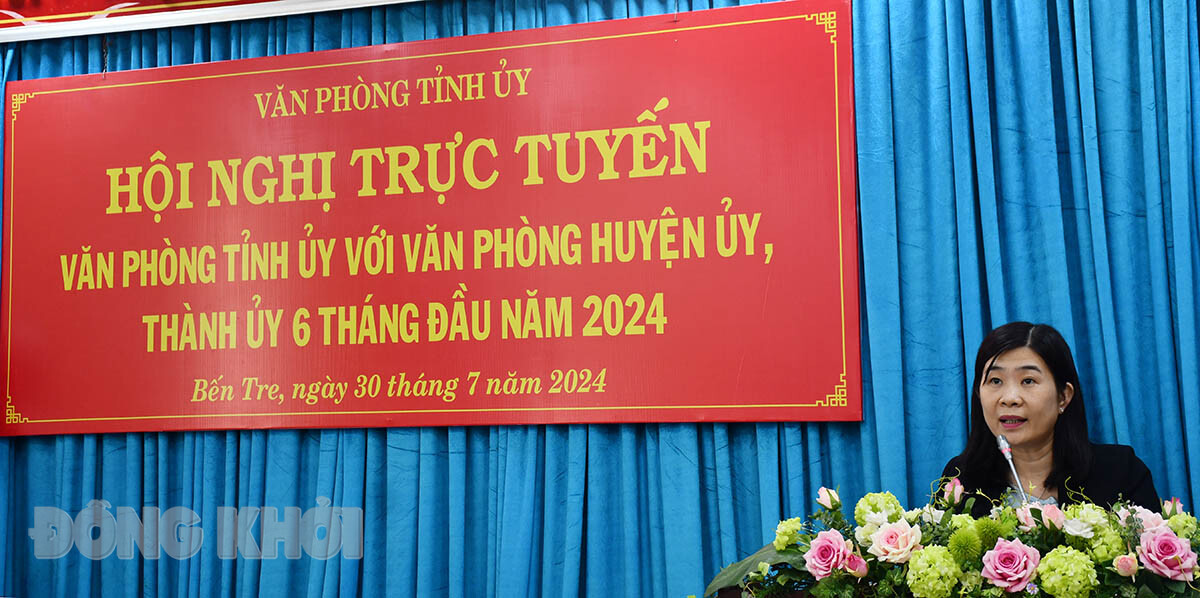 VĂN PHÒNG TỈNH ỦY
HỘI NGHỊ TRỰC TUYẾN
VĂN PHÒNG TỈNH ỦY VỚI VĂN PHÒNG HUYỆN ỦY,
THÀNH ỦY 6 THÁNG ĐẦU NĂM 2024
Bến Tre, ngày 30 tháng 7 năm 2024
ĐỒNG KHỞI